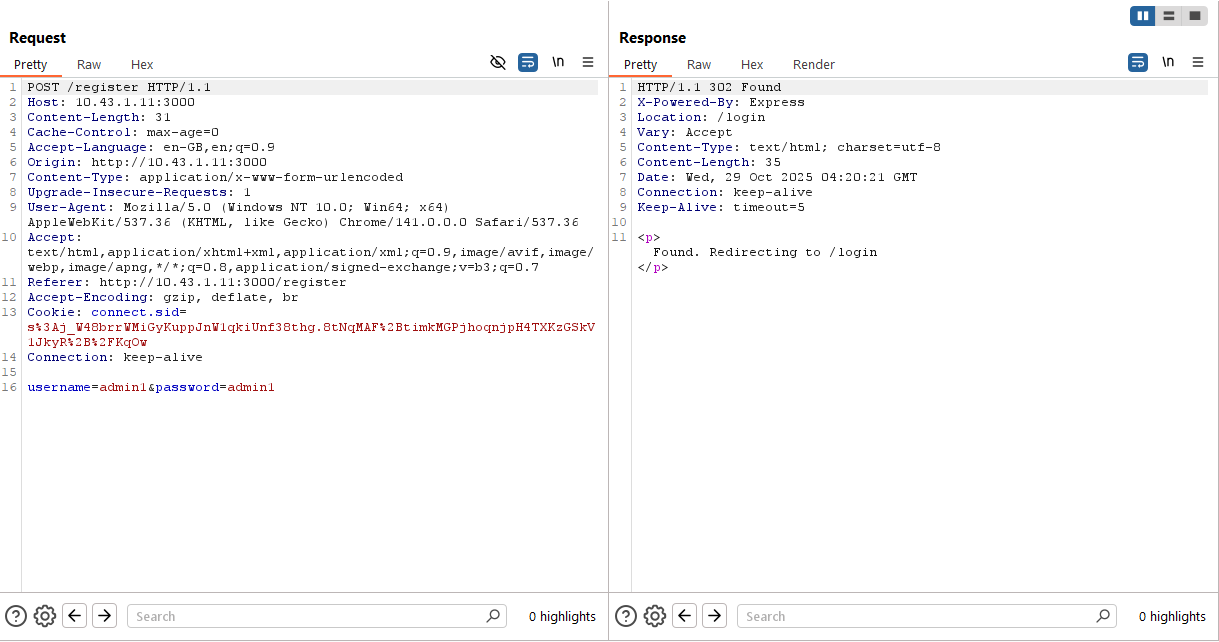 Request
Pretty Raw Hex \n
1 POST /register HTTP/1.1
2 Host: 10.43.1.11:3000
3 Content-Length: 31
4 Cache-Control: max-age=0
5 Accept-Language: en-GB,en;q=0.9
6 Origin: http://10.43.1.11:3000
7 Content-Type: application/x-www-form-urlencoded
8 Upgrade-Insecure-Requests: 1
9 User-Agent: Mozilla/5.0 (Windows NT 10.0; Win64; x64)
AppleWebKit/537.36 (KHTML, like Gecko) Chrome/141.0.0.0 Safari/537.36
10 Accept:
text/html,application/xhtml+xml,application/xml;q=0.9,image/avif,image/
webp,image/apng,*/*;q=0.8,application/signed-exchange;v=b3;q=0.7
11 Referer: http://10.43.1.11:3000/register
12 Accept-Encoding: gzip, deflate, br
13 Cookie: connect.sid=
s%3Aj_W48brrWMiGyKuppJnW1qkiUnf38thg.8tNqMAF%2BtimkMGPjhoqnjpH4TXKzGSkV
1JkyR%2B%2FKqOw
14 Connection: keep-alive
15
16 username=admin1&password=admin1
Search 0 highlights
Response
Pretty Raw Hex Render \n
1 HTTP/1.1 302 Found
2 X-Powered-By: Express
3 Location: /login
4 Vary: Accept
5 Content-Type: text/html; charset=utf-8
6 Content-Length: 35
7 Date: Wed, 29 Oct 2025 04:20:21 GMT
8 Connection: keep-alive
9 Keep-Alive: timeout=5
10
11 <p>
Found. Redirecting to /login
</p>
Search 0 highlights